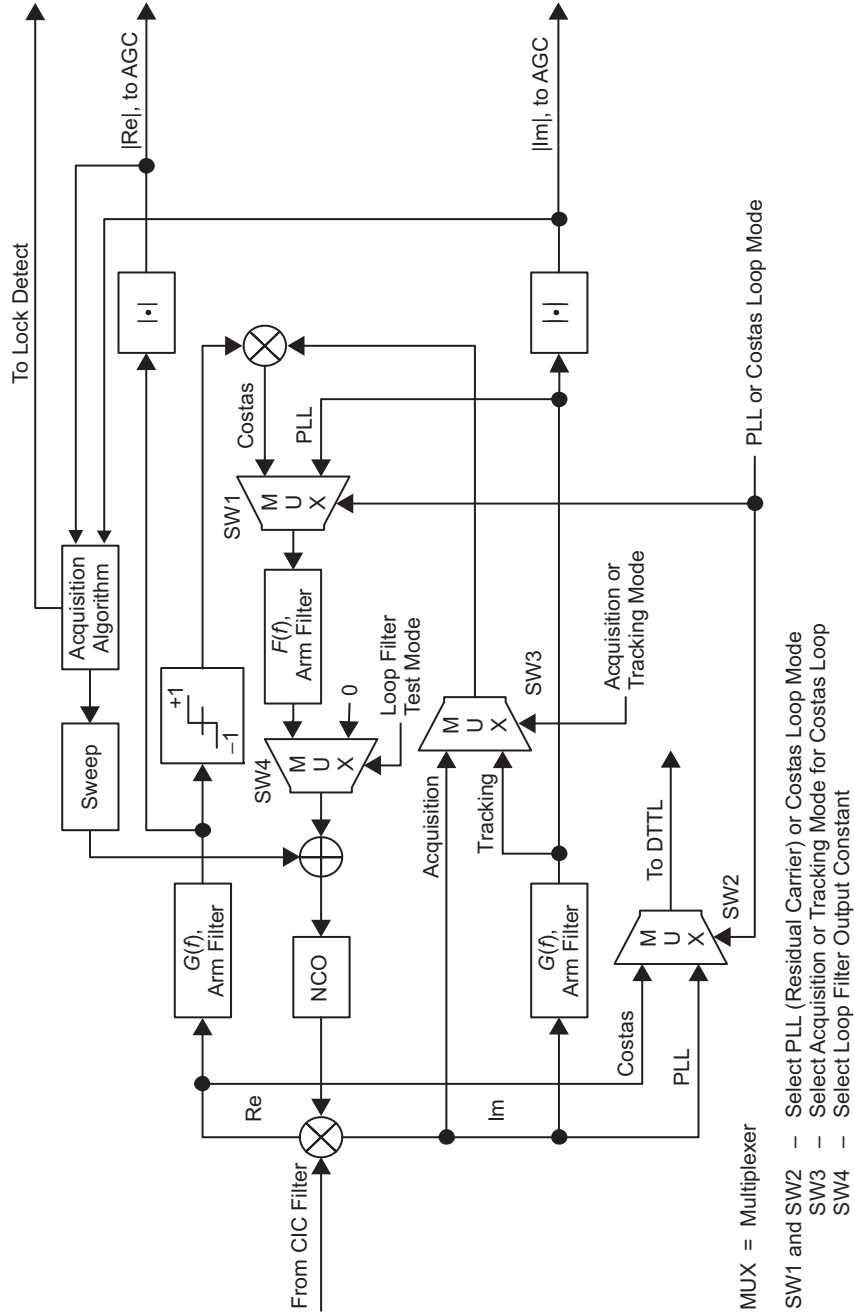 To Lock Detect
|Re|, to AGC
Acquisition
Algorithm
Sweep
|•|
+1
–1
G(f),
Arm Filter
Re
From CIC Filter
NCO
SW4
M
U
X
0
Loop Filter
Test Mode
F(f),
Arm Filter
SW1
M
U
X
Costas
PLL
Acquisition
Tracking
M
U
X
SW3
Acquisition or
Tracking Mode
|•|
|Im|, to AGC
Im
G(f),
Arm Filter
Costas
PLL
M
U
X
SW2
To DTTL
PLL or Costas Loop Mode
MUX = Multiplexer
SW1 and SW2 – Select PLL (Residual Carrier) or Costas Loop Mode
SW3 – Select Acquisition or Tracking Mode for Costas Loop
SW4 – Select Loop Filter Output Constant